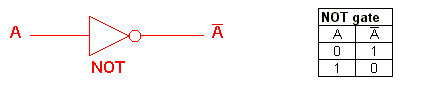 A A̅
NOT
NOT gate
A A̅
0 1
1 0